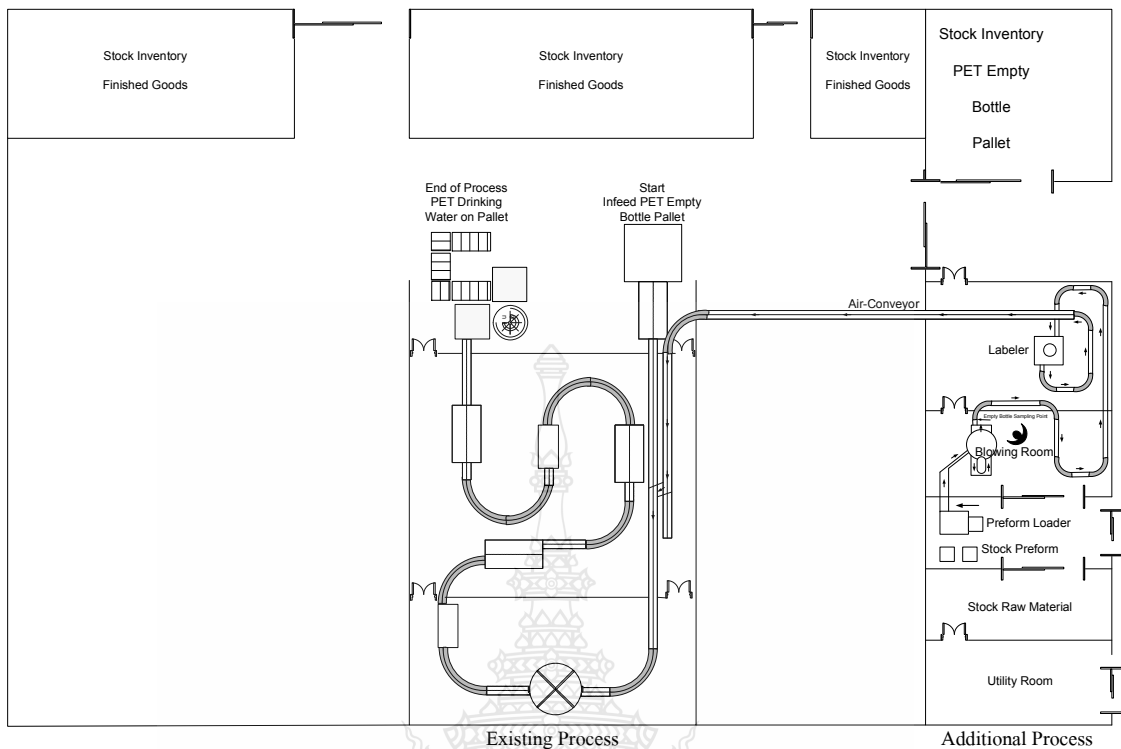 Stock Inventory
Finished Goods
Stock Inventory
Finished Goods
Stock Inventory
Finished Goods
Stock Inventory
PET Empty
Bottle
Pallet
End of Process
PET Drinking
Water on Pallet
Start
Infeed PET Empty
Bottle Pallet
Air-Conveyor
Labeler
Empty Bottle Sampling Point
Blowing Room
Preform Loader
Stock Preform
Stock Raw Material
Utility Room
Existing Process
Additional Process